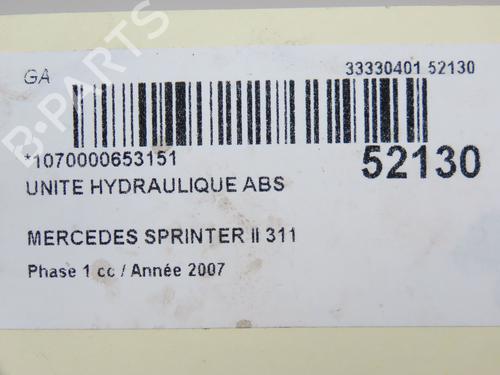 GA
33330401 52130
*1070000653151
52130
UNITE HYDRAULIQUE ABS
MERCEDES SPRINTER II 311
Phase 1 cc / Année 2007
B-PARTS